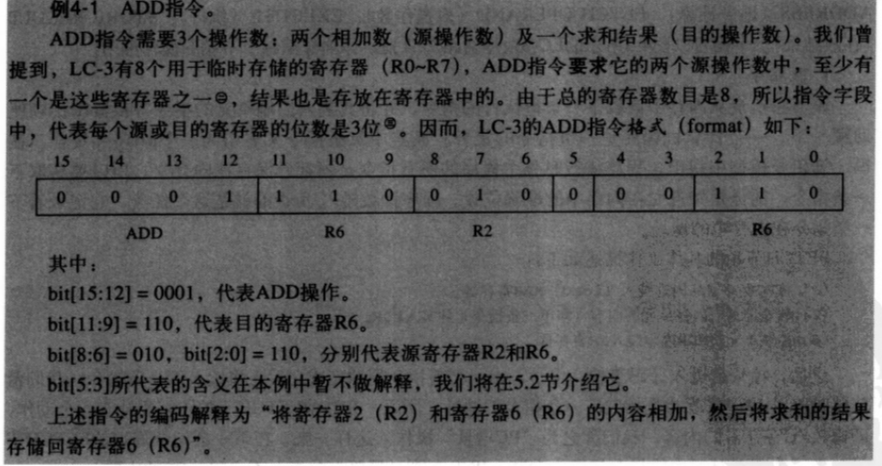 例4-1 ADD指令。
ADD指令需要3个操作数：两个相加数（源操作数）及一个求和结果（目的操作数）。我们曾
提到，LC-3有8个用于临时存储的寄存器（R0~R7），ADD指令要求它的两个源操作数中，至少有
一个是这些寄存器之一⊖，结果也是存放在寄存器中的。由于总的寄存器数目是8，所以指令字段
中，代表每个源或目的寄存器的位数是3位。因而，LC-3的ADD指令格式（format）如下：
15 14 13 12 11 10 9 8 7 6 5 4 3 2 1 0
0 0 0 1 1 1 0 0 1 0 0 0 0 1 1 0
ADD R6 R2 R6
其中：
bit[15:12] = 0001，代表ADD操作。
bit[11:9] = 110，代表目的寄存器R6。
bit[8:6] = 010，bit[2:0] = 110，分别代表源寄存器R2和R6。
bit[5:3]所代表的含义在本例中暂不做解释，我们将在5.2节介绍它。
上述指令的编码解释为“将寄存器2（R2）和寄存器6（R6）的内容相加，然后将求和的结果
存储回寄存器6（R6）”。